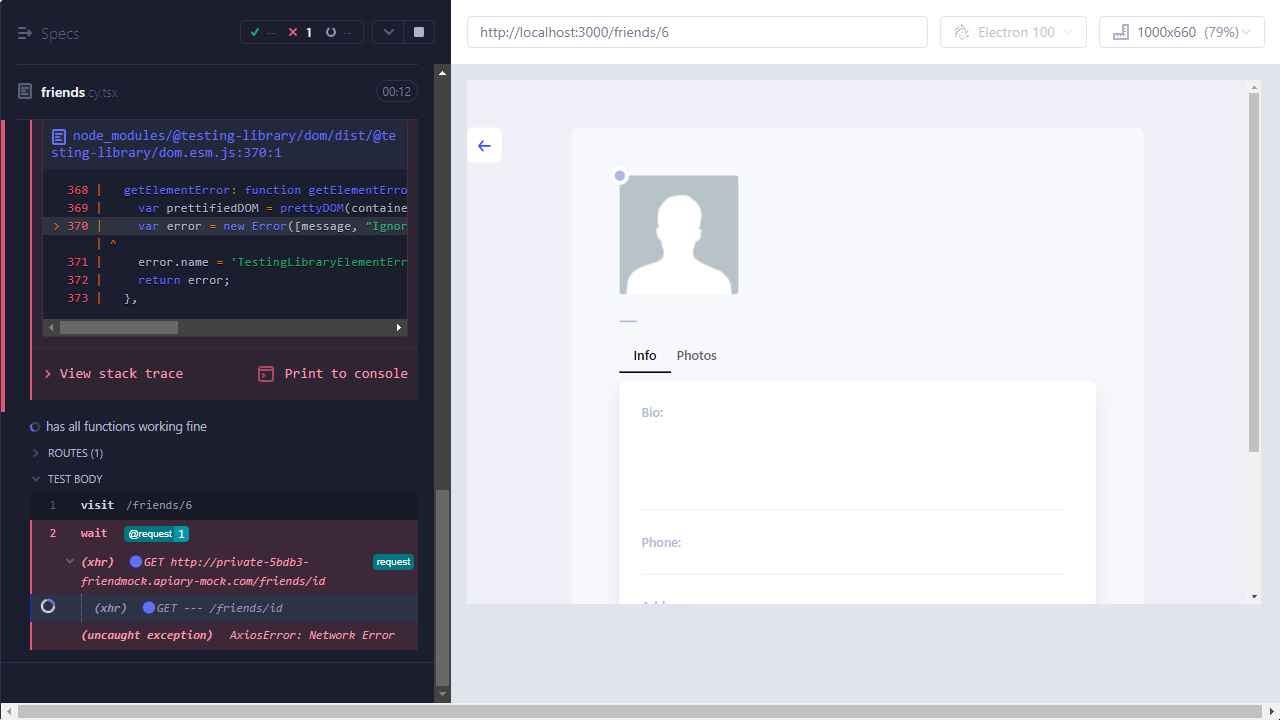 Specs
-- 1 --
http://localhost:3000/friends/6
Electron 100
1000x660 (79%)
friends.cy.tsx
00:12
node_modules/@testing-library/dom/dist/@te
sting-library/dom.esm.js:370:1
368 | getElementError: function getElementErro
369 | var prettifiedDOM = prettyDOM(containe
> 370 | var error = new Error([message, "Ignor
| ^
371 | error.name = 'TestingLibraryElementErr
372 | return error;
373 | },
View stack trace
Print to console
has all functions working fine
ROUTES (1)
TEST BODY
1 visit /friends/6
2 wait @request 1
(xhr) GET http://private-5bdb3-
friendmock.apiary-mock.com/friends/id
request
(xhr) GET --- /friends/id
(uncaught exception) AxiosError: Network Error
Info
Photos
Bio:
Phone: